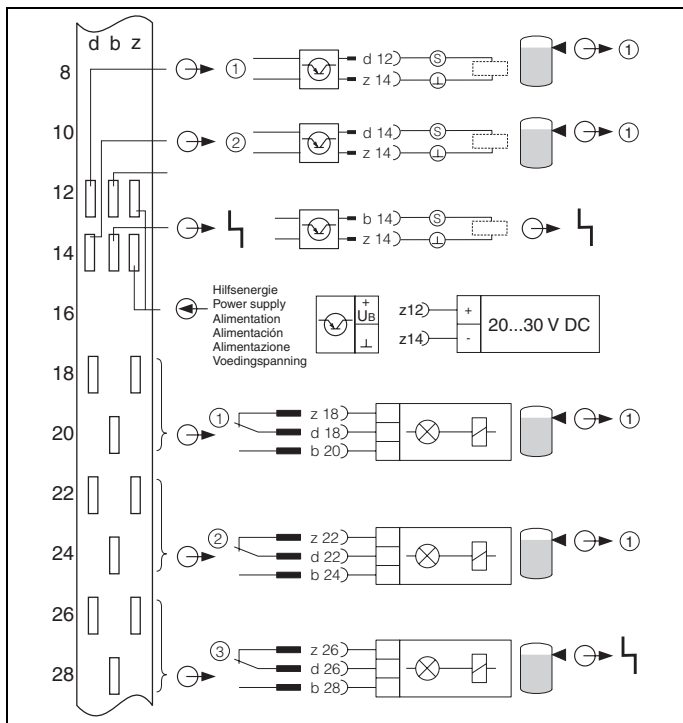 d b z
8
① d 12 S ①
z 14 ⊥
10
② d 14 S ①
z 14 ⊥
12
b 14 S
z 14 ⊥
14
16
Hilfsenergie
Power supply
Alimentation
Alimentación
Alimentazione
Voedingspanning
+
UB
⊥
z12 + 20...30 V DC
z14 -
18
① z 18 ①
d 18
20
b 20
22
② z 22 ①
d 22
24
b 24
26
③ z 26
d 26
28
b 28